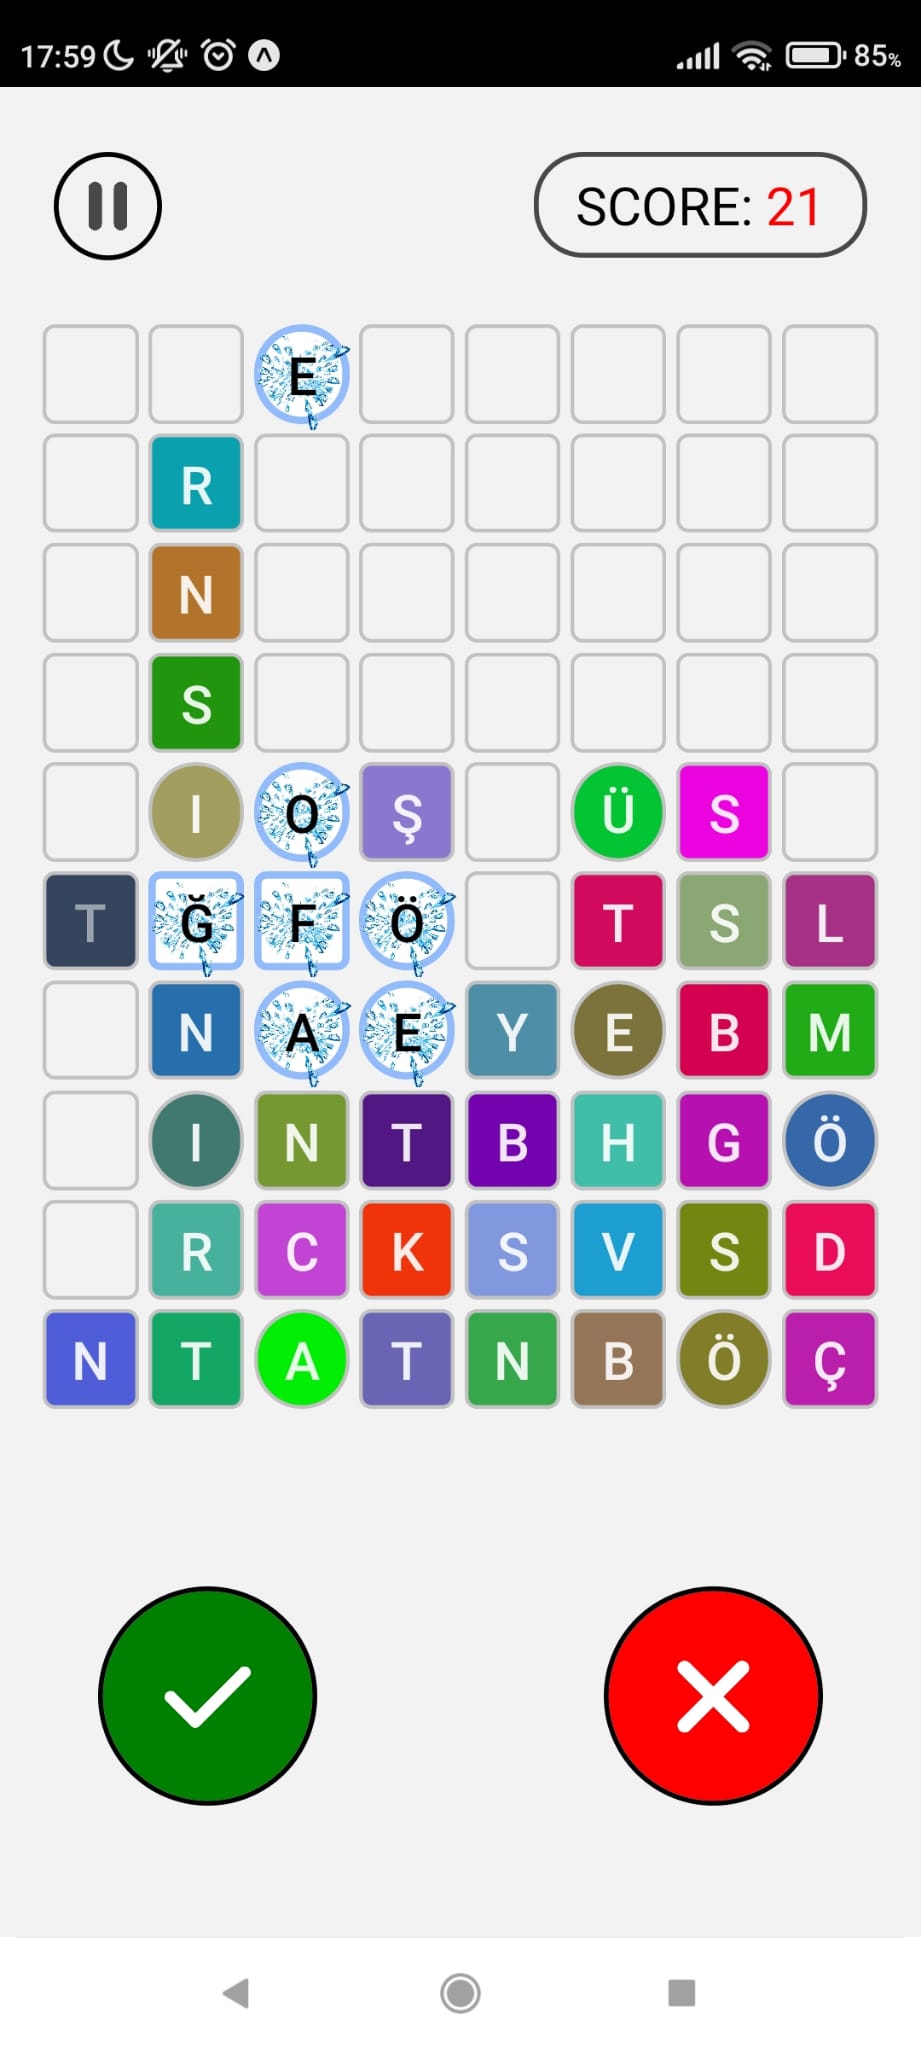 17:59 85%
SCORE: 21
E
R
N
S
I O Ş Ü S
T Ğ F Ö T S L
N A E Y E B M
I N T B H G Ö
R C K S V S D
N T A T N B Ö Ç